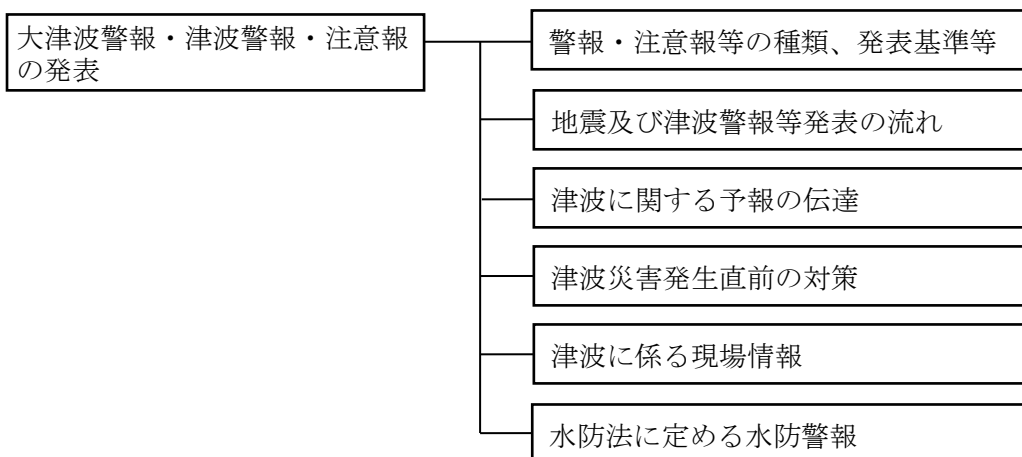 大津波警報・津波警報・注意報
の発表
警報・注意報等の種類、発表基準等
地震及び津波警報等発表の流れ
津波に関する予報の伝達
津波災害発生直前の対策
津波に係る現場情報
水防法に定める水防警報